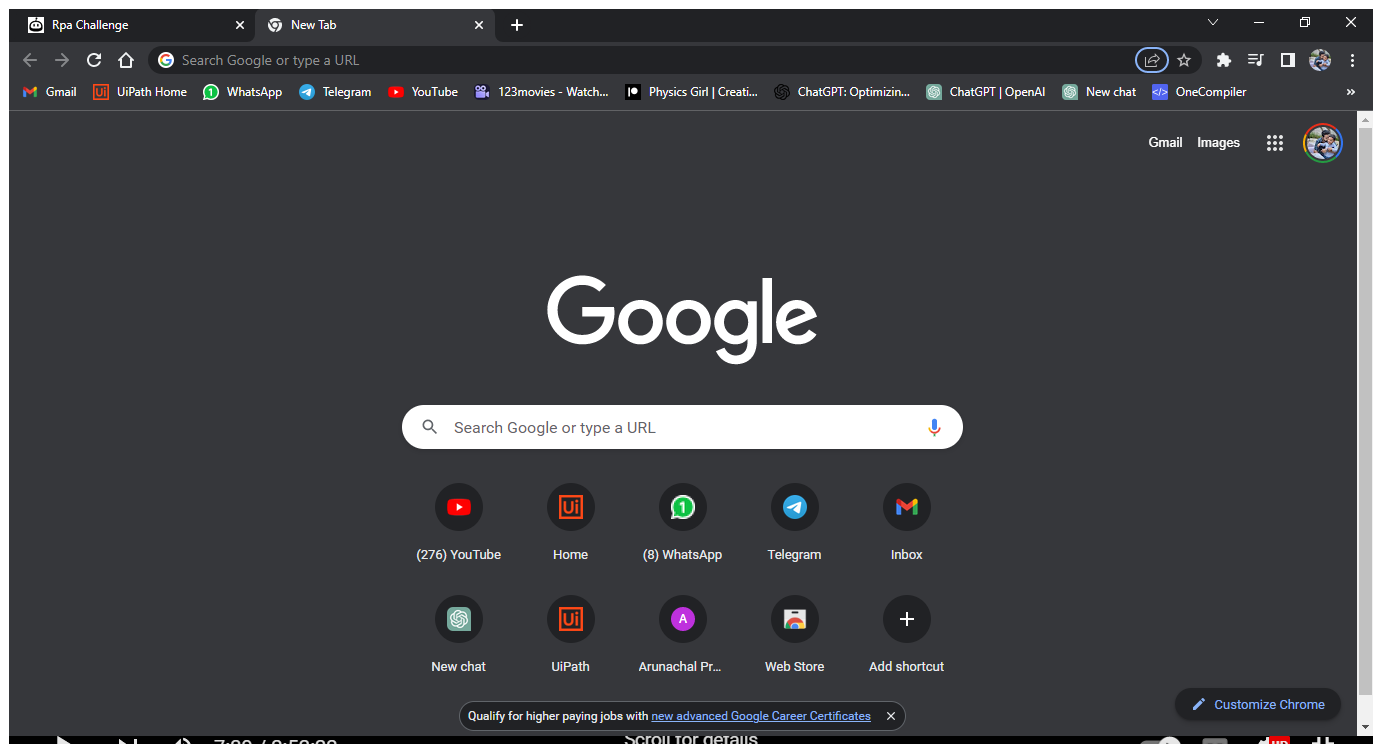 Rpa Challenge
New Tab
Search Google or type a URL
Gmail
UiPath Home
WhatsApp
Telegram
YouTube
123movies - Watch...
Physics Girl | Creati...
ChatGPT: Optimizin...
ChatGPT | OpenAI
New chat
OneCompiler
Gmail
Images
Google
Search Google or type a URL
(276) YouTube
Home
(8) WhatsApp
Telegram
Inbox
New chat
UiPath
Arunachal Pr...
Web Store
Add shortcut
Customize Chrome
Qualify for higher paying jobs with new advanced Google Career Certificates
Scroll for details